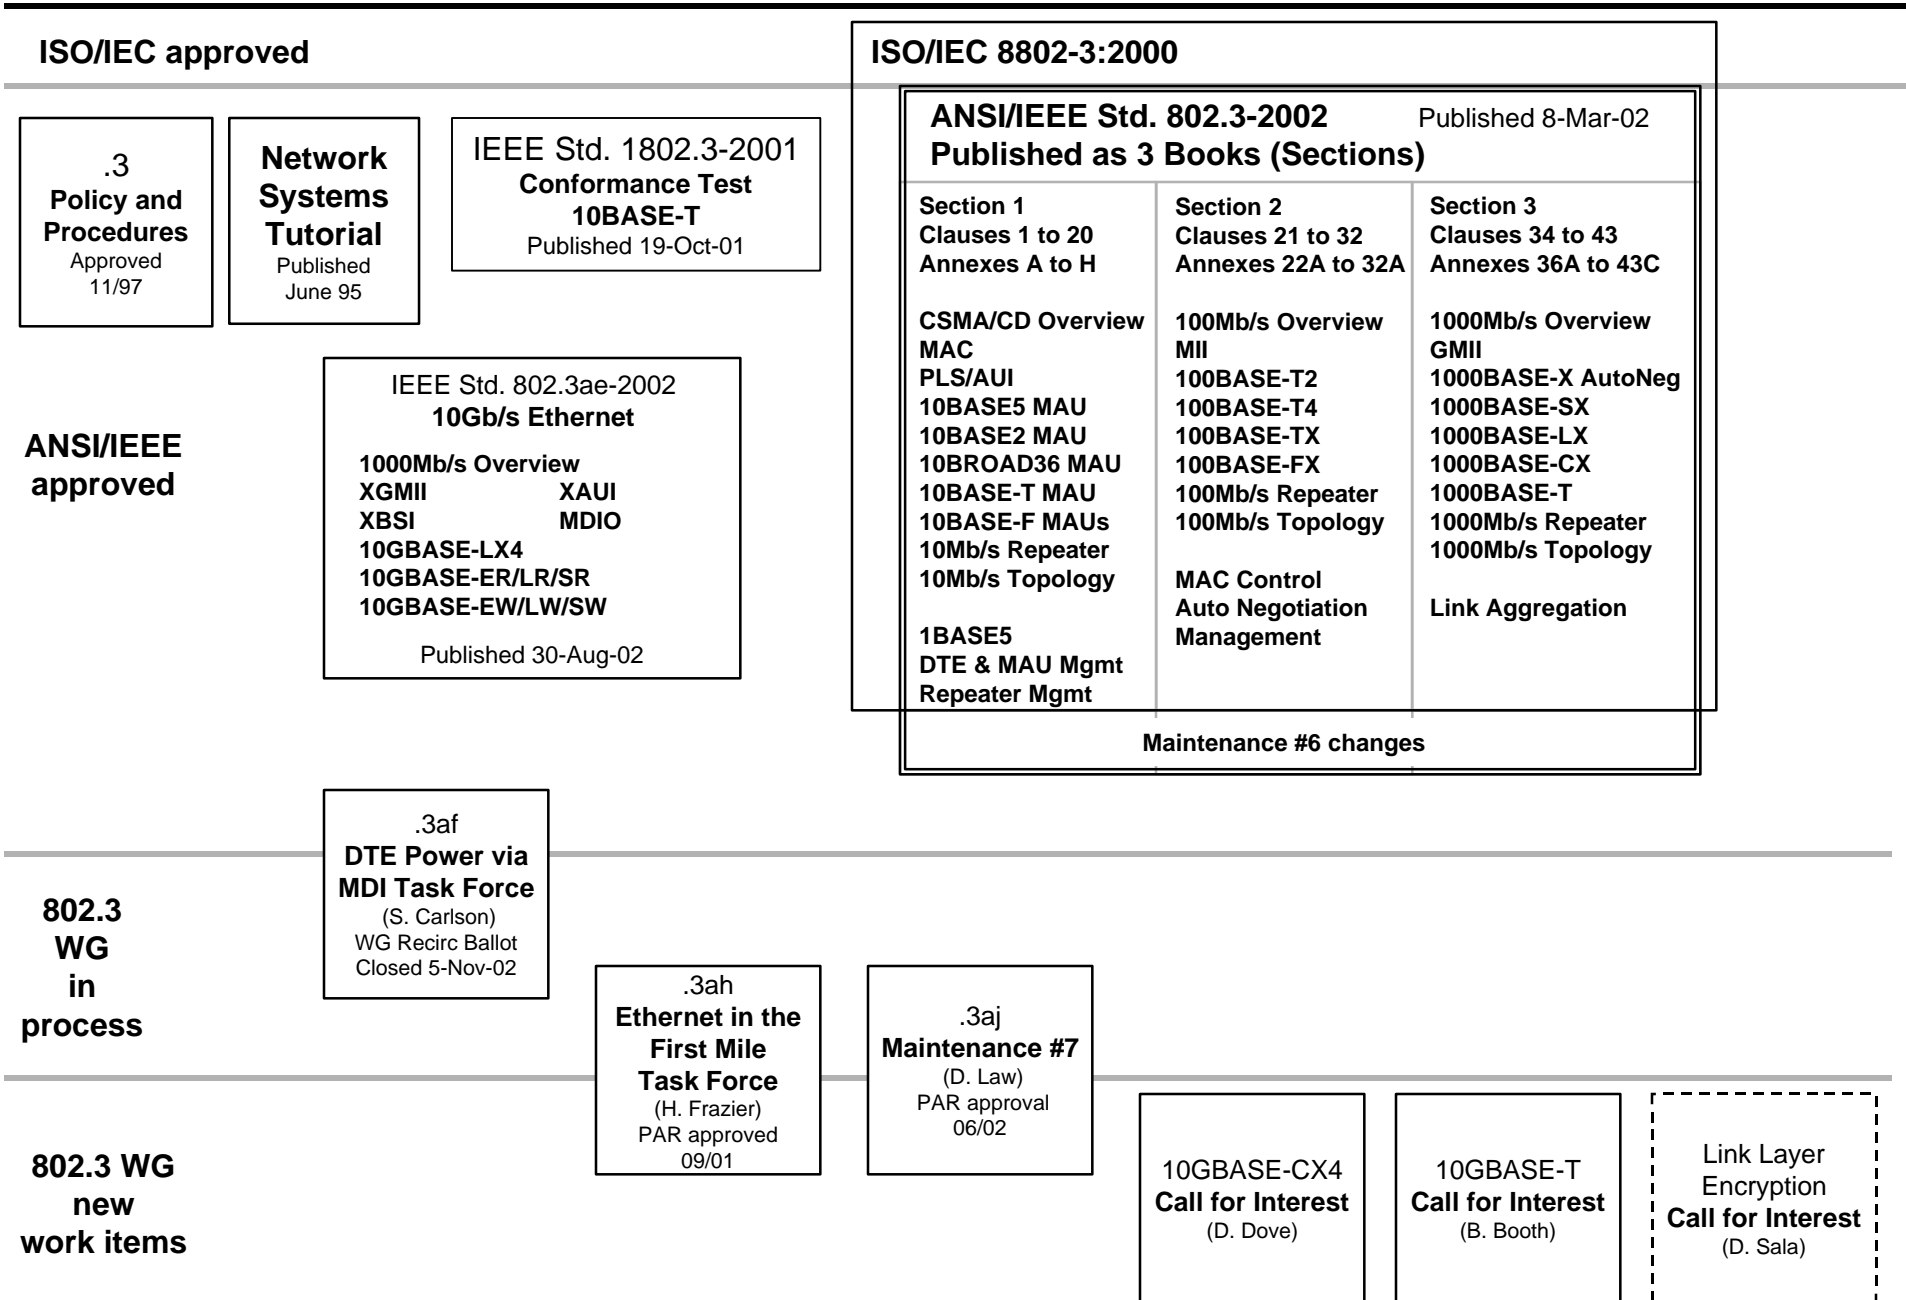 ISO/IEC approved
ISO/IEC 8802-3:2000
.3
Policy and
Procedures
Approved
11/97
Network
Systems
Tutorial
Published
June 95
IEEE Std. 1802.3-2001
Conformance Test
10BASE-T
Published 19-Oct-01
ANSI/IEEE Std. 802.3-2002 Published 8-Mar-02
Published as 3 Books (Sections)
Section 1
Clauses 1 to 20
Annexes A to H
CSMA/CD Overview
MAC
PLS/AUI
10BASE5 MAU
10BASE2 MAU
10BROAD36 MAU
10BASE-T MAU
10BASE-F MAUs
10Mb/s Repeater
10Mb/s Topology
1BASE5
DTE & MAU Mgmt
Repeater Mgmt
Section 2
Clauses 21 to 32
Annexes 22A to 32A
100Mb/s Overview
MII
100BASE-T2
100BASE-T4
100BASE-TX
100BASE-FX
100Mb/s Repeater
100Mb/s Topology
MAC Control
Auto Negotiation
Management
Section 3
Clauses 34 to 43
Annexes 36A to 43C
1000Mb/s Overview
GMII
1000BASE-X AutoNeg
1000BASE-SX
1000BASE-LX
1000BASE-CX
1000BASE-T
1000Mb/s Repeater
1000Mb/s Topology
Link Aggregation
Maintenance #6 changes
ANSI/IEEE
approved
IEEE Std. 802.3ae-2002
10Gb/s Ethernet
1000Mb/s Overview
XGMII XAUI
XBSI MDIO
10GBASE-LX4
10GBASE-ER/LR/SR
10GBASE-EW/LW/SW
Published 30-Aug-02
.3af
DTE Power via
MDI Task Force
(S. Carlson)
WG Recirc Ballot
Closed 5-Nov-02
802.3
WG
in
process
.3ah
Ethernet in the
First Mile
Task Force
(H. Frazier)
PAR approved
09/01
.3aj
Maintenance #7
(D. Law)
PAR approval
06/02
802.3 WG
new
work items
10GBASE-CX4
Call for Interest
(D. Dove)
10GBASE-T
Call for Interest
(B. Booth)
Link Layer
Encryption
Call for Interest
(D. Sala)